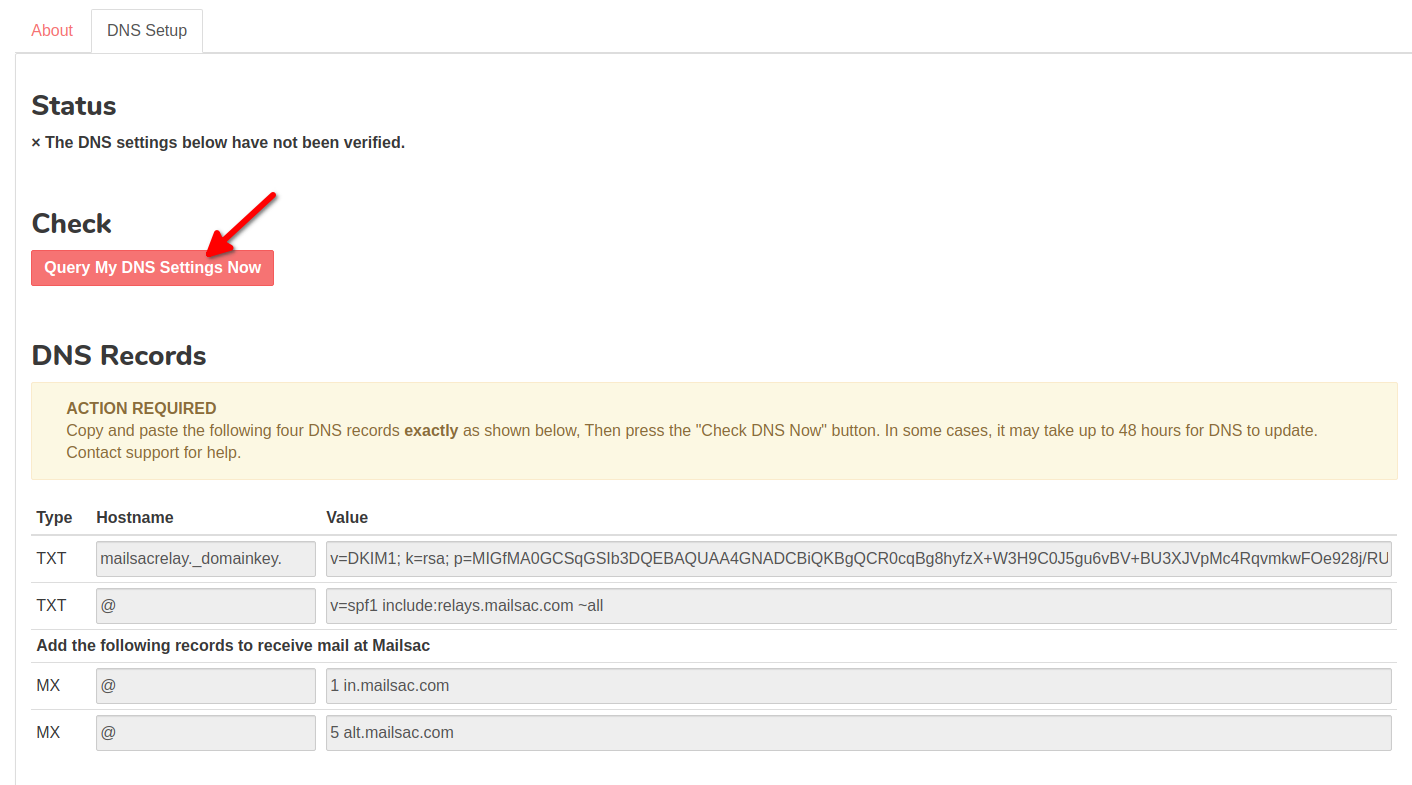 About DNS Setup
Status
× The DNS settings below have not been verified.
Check
Query My DNS Settings Now
DNS Records
ACTION REQUIRED
Copy and paste the following four DNS records exactly as shown below, Then press the "Check DNS Now" button. In some cases, it may take up to 48 hours for DNS to update.
Contact support for help.
Type Hostname Value
TXT mailsacrelay._domainkey. v=DKIM1; k=rsa; p=MIGfMA0GCSqGSIb3DQEBAQUAA4GNADCBiQKBgQCR0cqBg8hyfzX+W3H9C0J5gu6vBV+BU3XJVpMc4RqvmkwFOe928j/RU
TXT @ v=spf1 include:relays.mailsac.com ~all
Add the following records to receive mail at Mailsac
MX @ 1 in.mailsac.com
MX @ 5 alt.mailsac.com